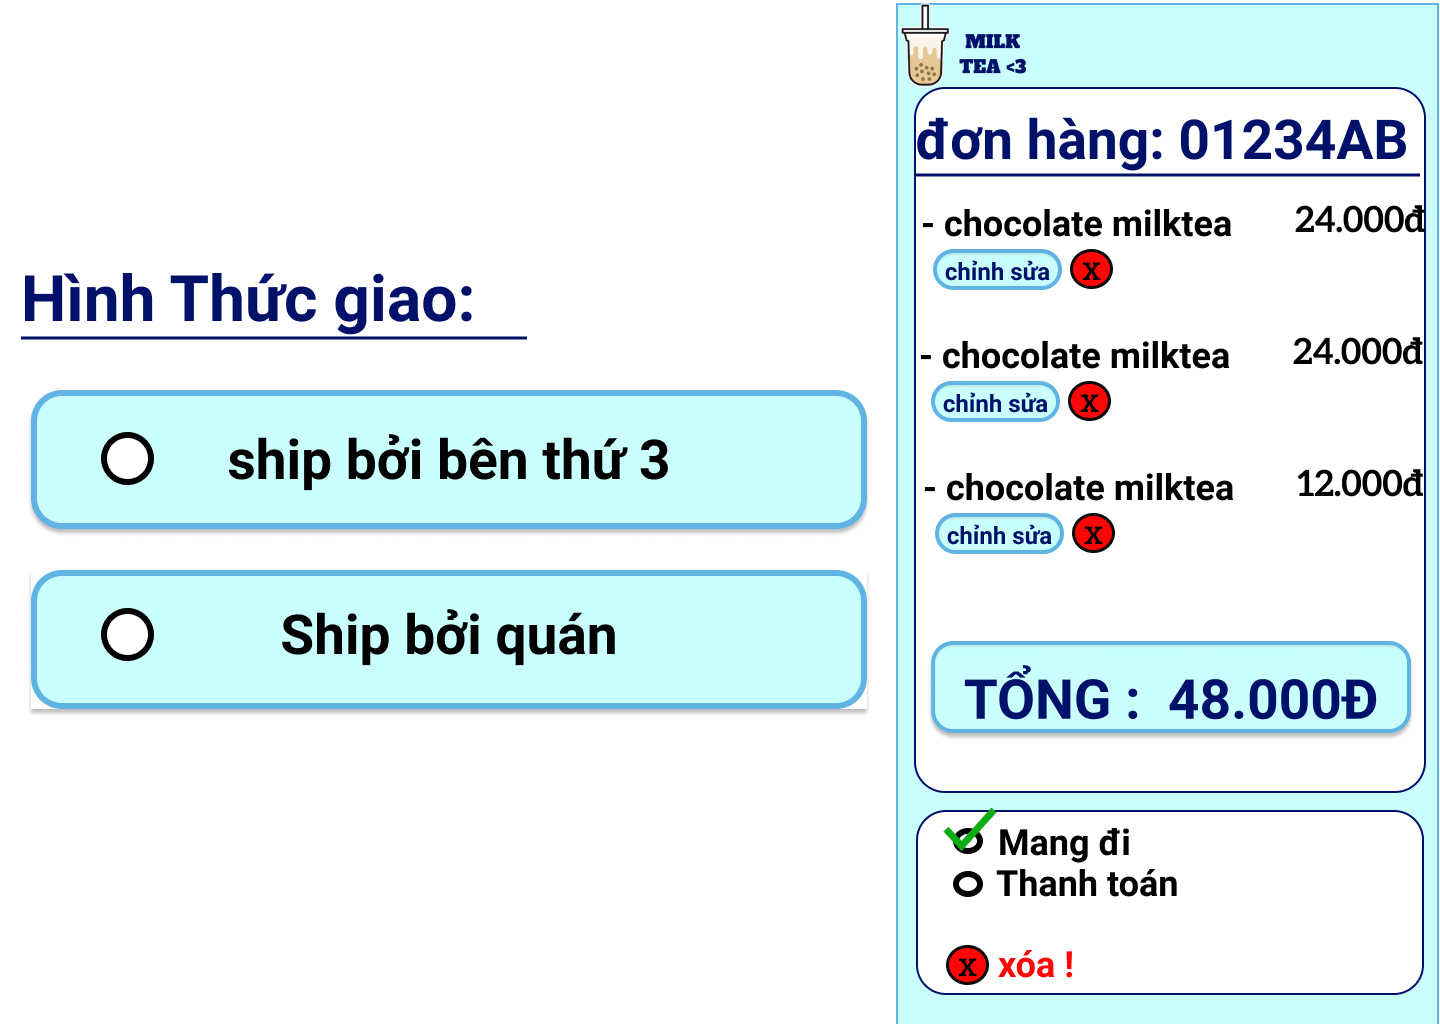 Hình Thức giao:
ship bởi bên thứ 3
Ship bởi quán
MILK
TEA <3
đơn hàng: 01234AB
- chocolate milktea 24.000đ
chỉnh sửa x
- chocolate milktea 24.000đ
chỉnh sửa x
- chocolate milktea 12.000đ
chỉnh sửa x
TỔNG : 48.000Đ
Mang đi
Thanh toán
x xóa !